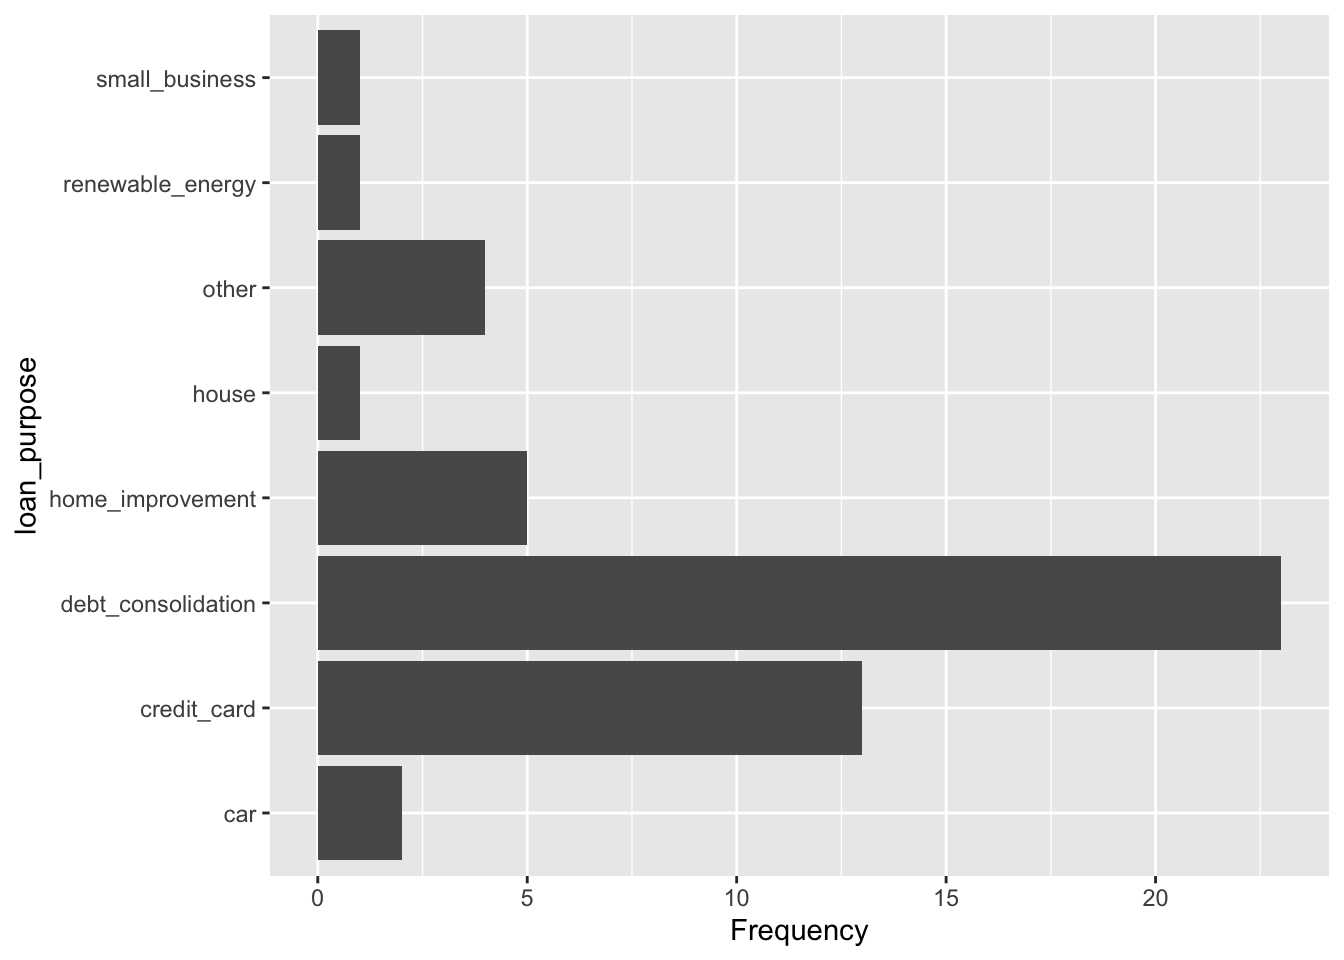 small_business
renewable_energy
other
house
home_improvement
debt_consolidation
credit_card
car
loan_purpose
0 5 10 15 20
Frequency